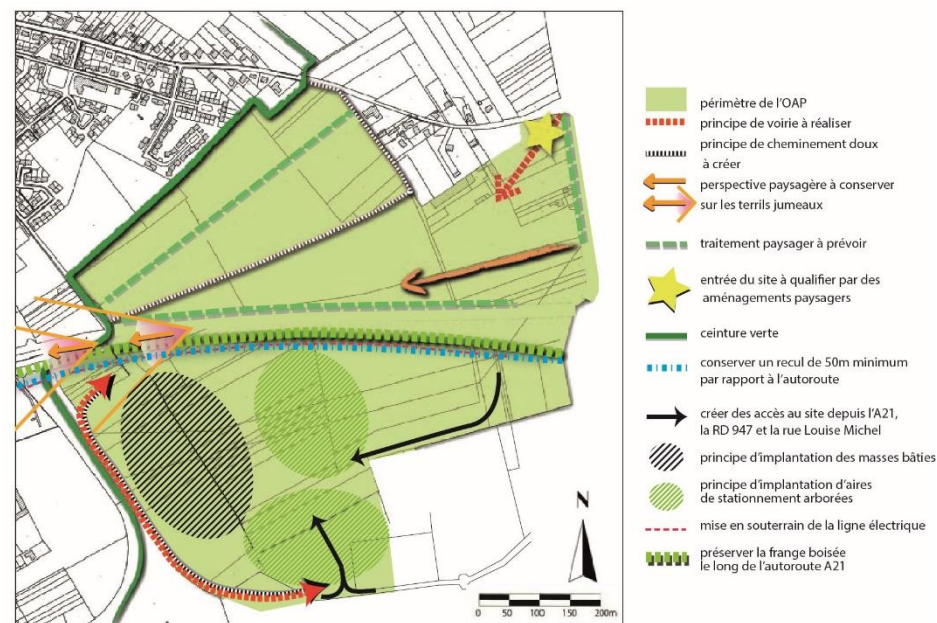 périmètre de l'OAP
principe de voirie à réaliser
principe de cheminement doux
à créer
perspective paysagère à conserver
sur les terrils jumeaux
traitement paysager à prévoir
entrée du site à qualifier par des
aménagements paysagers
ceinture verte
conserver un recul de 50m minimum
par rapport à l'autoroute
créer des accès au site depuis l'A21,
la RD 947 et la rue Louise Michel
principe d'implantation des masses bâties
principe d'implantation d'aires
de stationnement arborées
mise en souterrain de la ligne électrique
préserver la frange boisée
le long de l'autoroute A21
N
0 50 100 150 200m